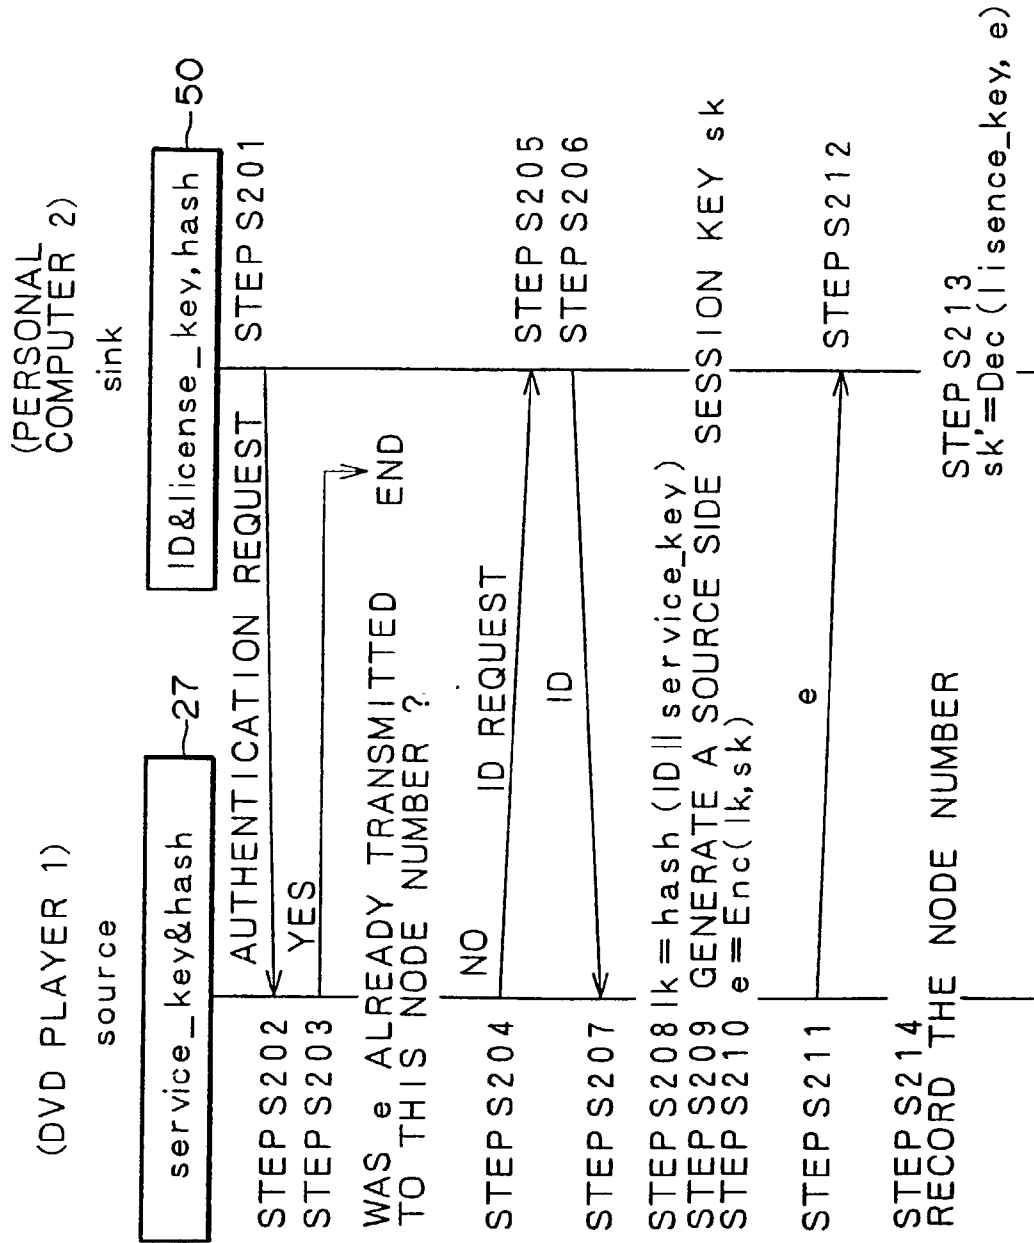 (DVD PLAYER 1)
source
service_key&hash
27
(PERSONAL
COMPUTER 2)
sink
ID&license_key,hash
50
AUTHENTICATION REQUEST
STEP S201
STEP S202
STEP S203
YES
END
WAS e ALREADY TRANSMITTED
TO THIS NODE NUMBER ?
NO
STEP S204
ID REQUEST
STEP S205
STEP S206
ID
STEP S207
STEP S208 lk=hash(ID||service_key)
STEP S209 GENERATE A SOURCE SIDE SESSION KEY sk
STEP S210 e=Enc(lk,sk)
STEP S211
e
STEP S212
STEP S213
sk'=Dec(lisence_key, e)
STEP S214
RECORD THE NODE NUMBER